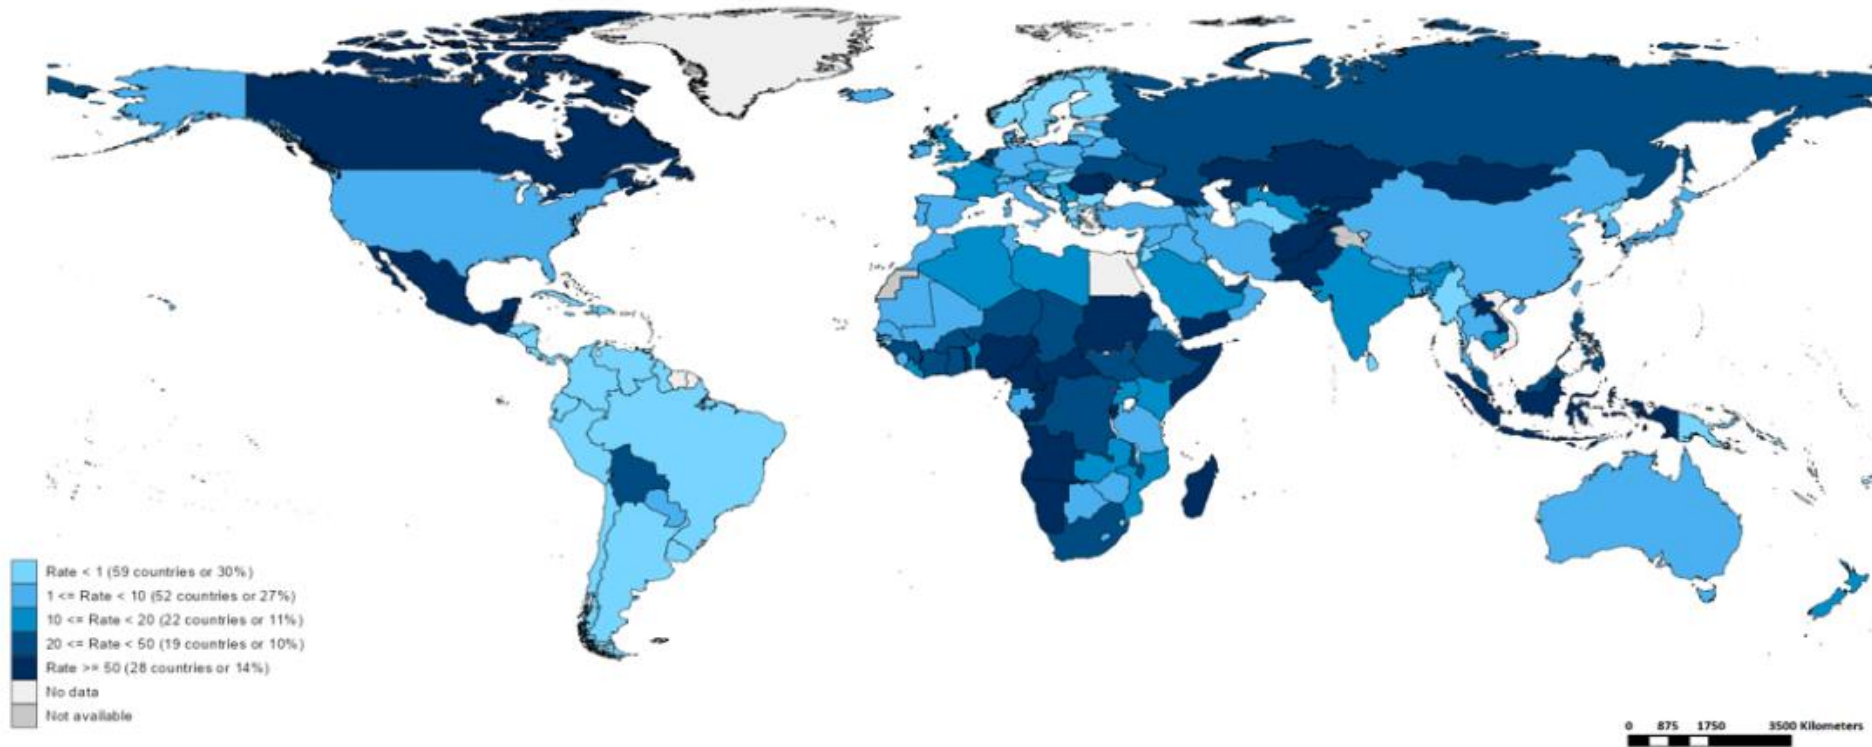 Rate < 1 (59 countries or 30%)
1 <= Rate < 10 (52 countries or 27%)
10 <= Rate < 20 (22 countries or 11%)
20 <= Rate < 50 (19 countries or 10%)
Rate >= 50 (28 countries or 14%)
No data
Not available
0 875 1750 3500 Kilometers